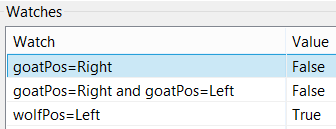 Watches
Watch Value
goatPos=Right False
goatPos=Right and goatPos=Left False
wolfPos=Left True